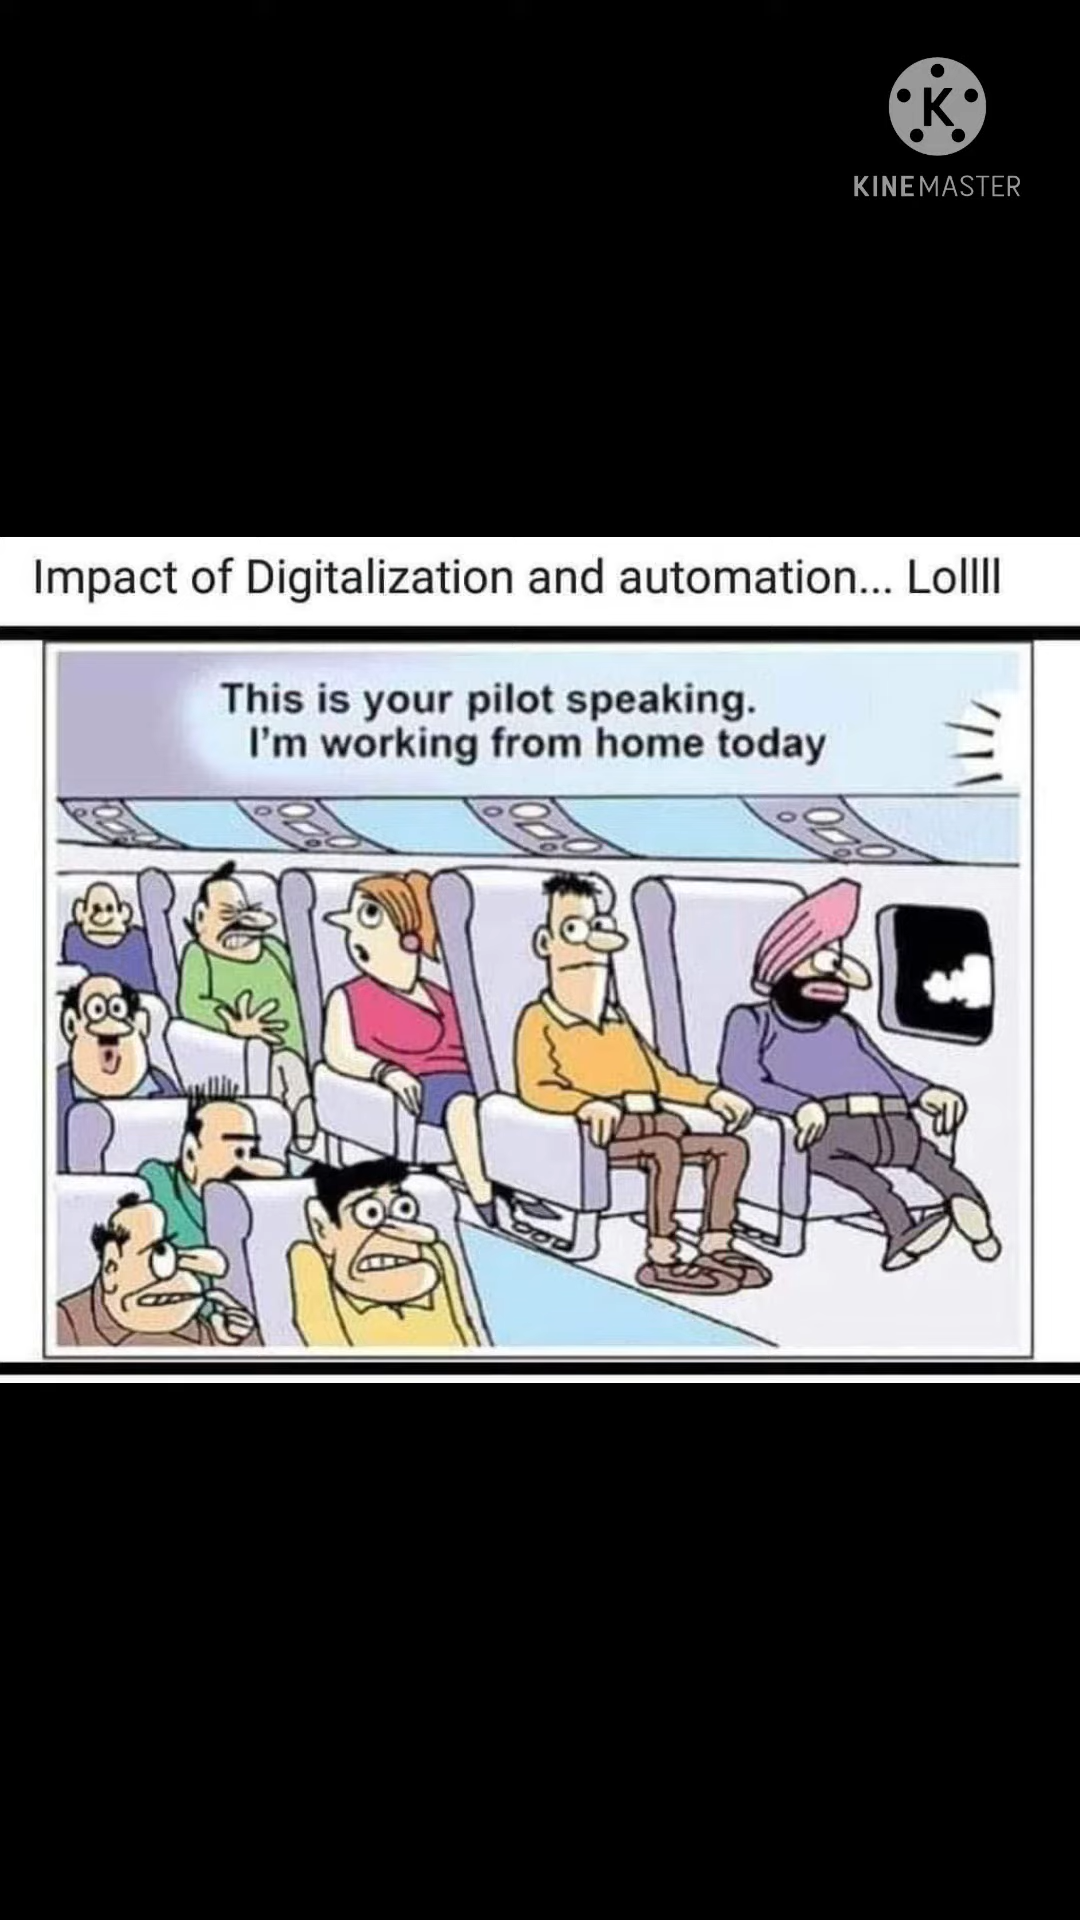 K
KINEMASTER
Impact of Digitalization and automation... Lollll
This is your pilot speaking.
I'm working from home today